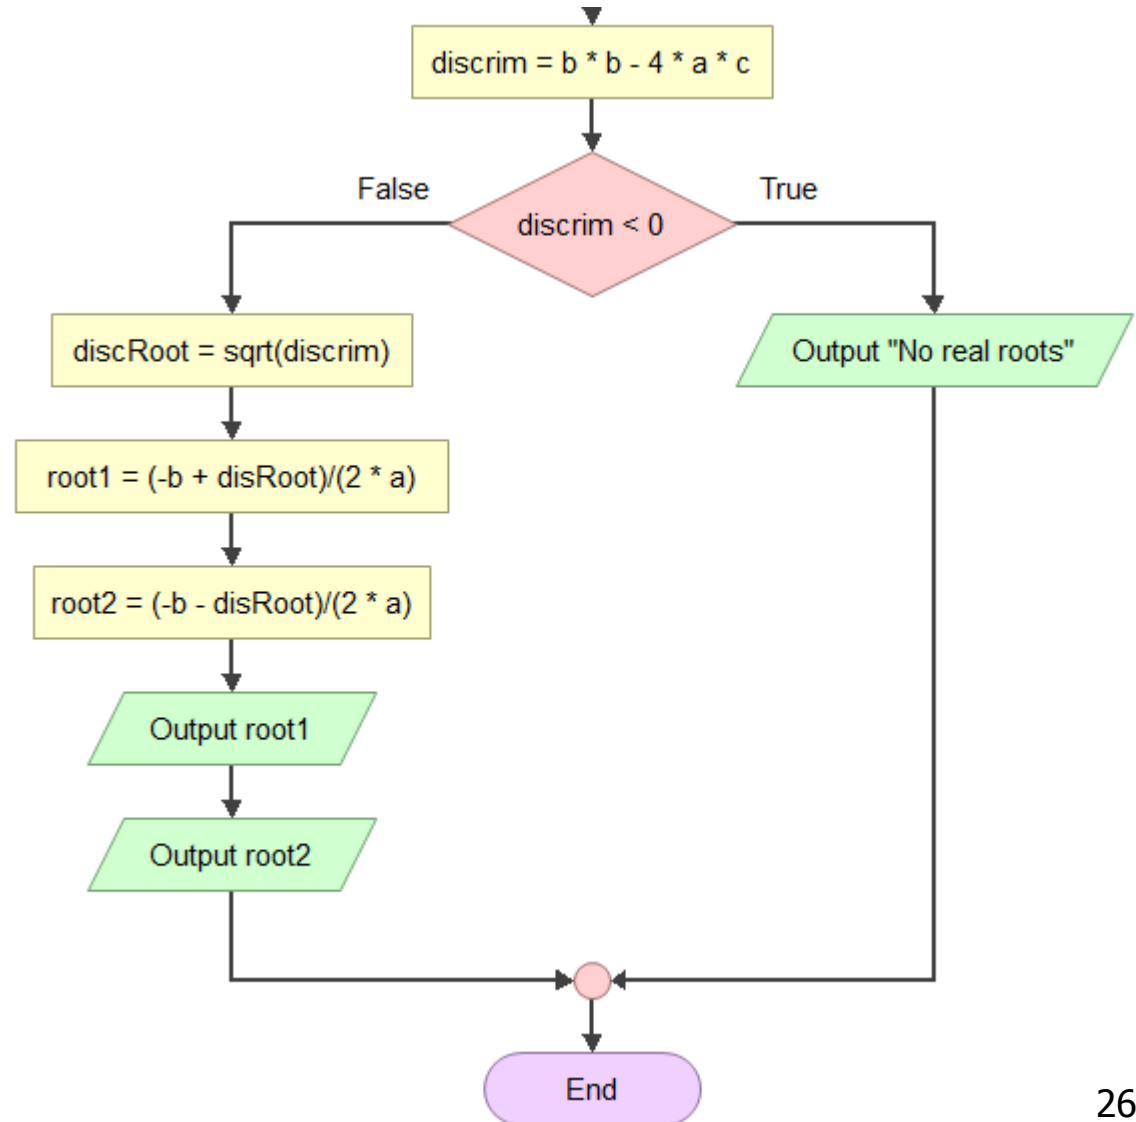 discrim = b * b - 4 * a * c
False
True
discrim < 0
discRoot = sqrt(discrim)
Output "No real roots"
root1 = (-b + disRoot)/(2 * a)
root2 = (-b - disRoot)/(2 * a)
Output root1
Output root2
End
26